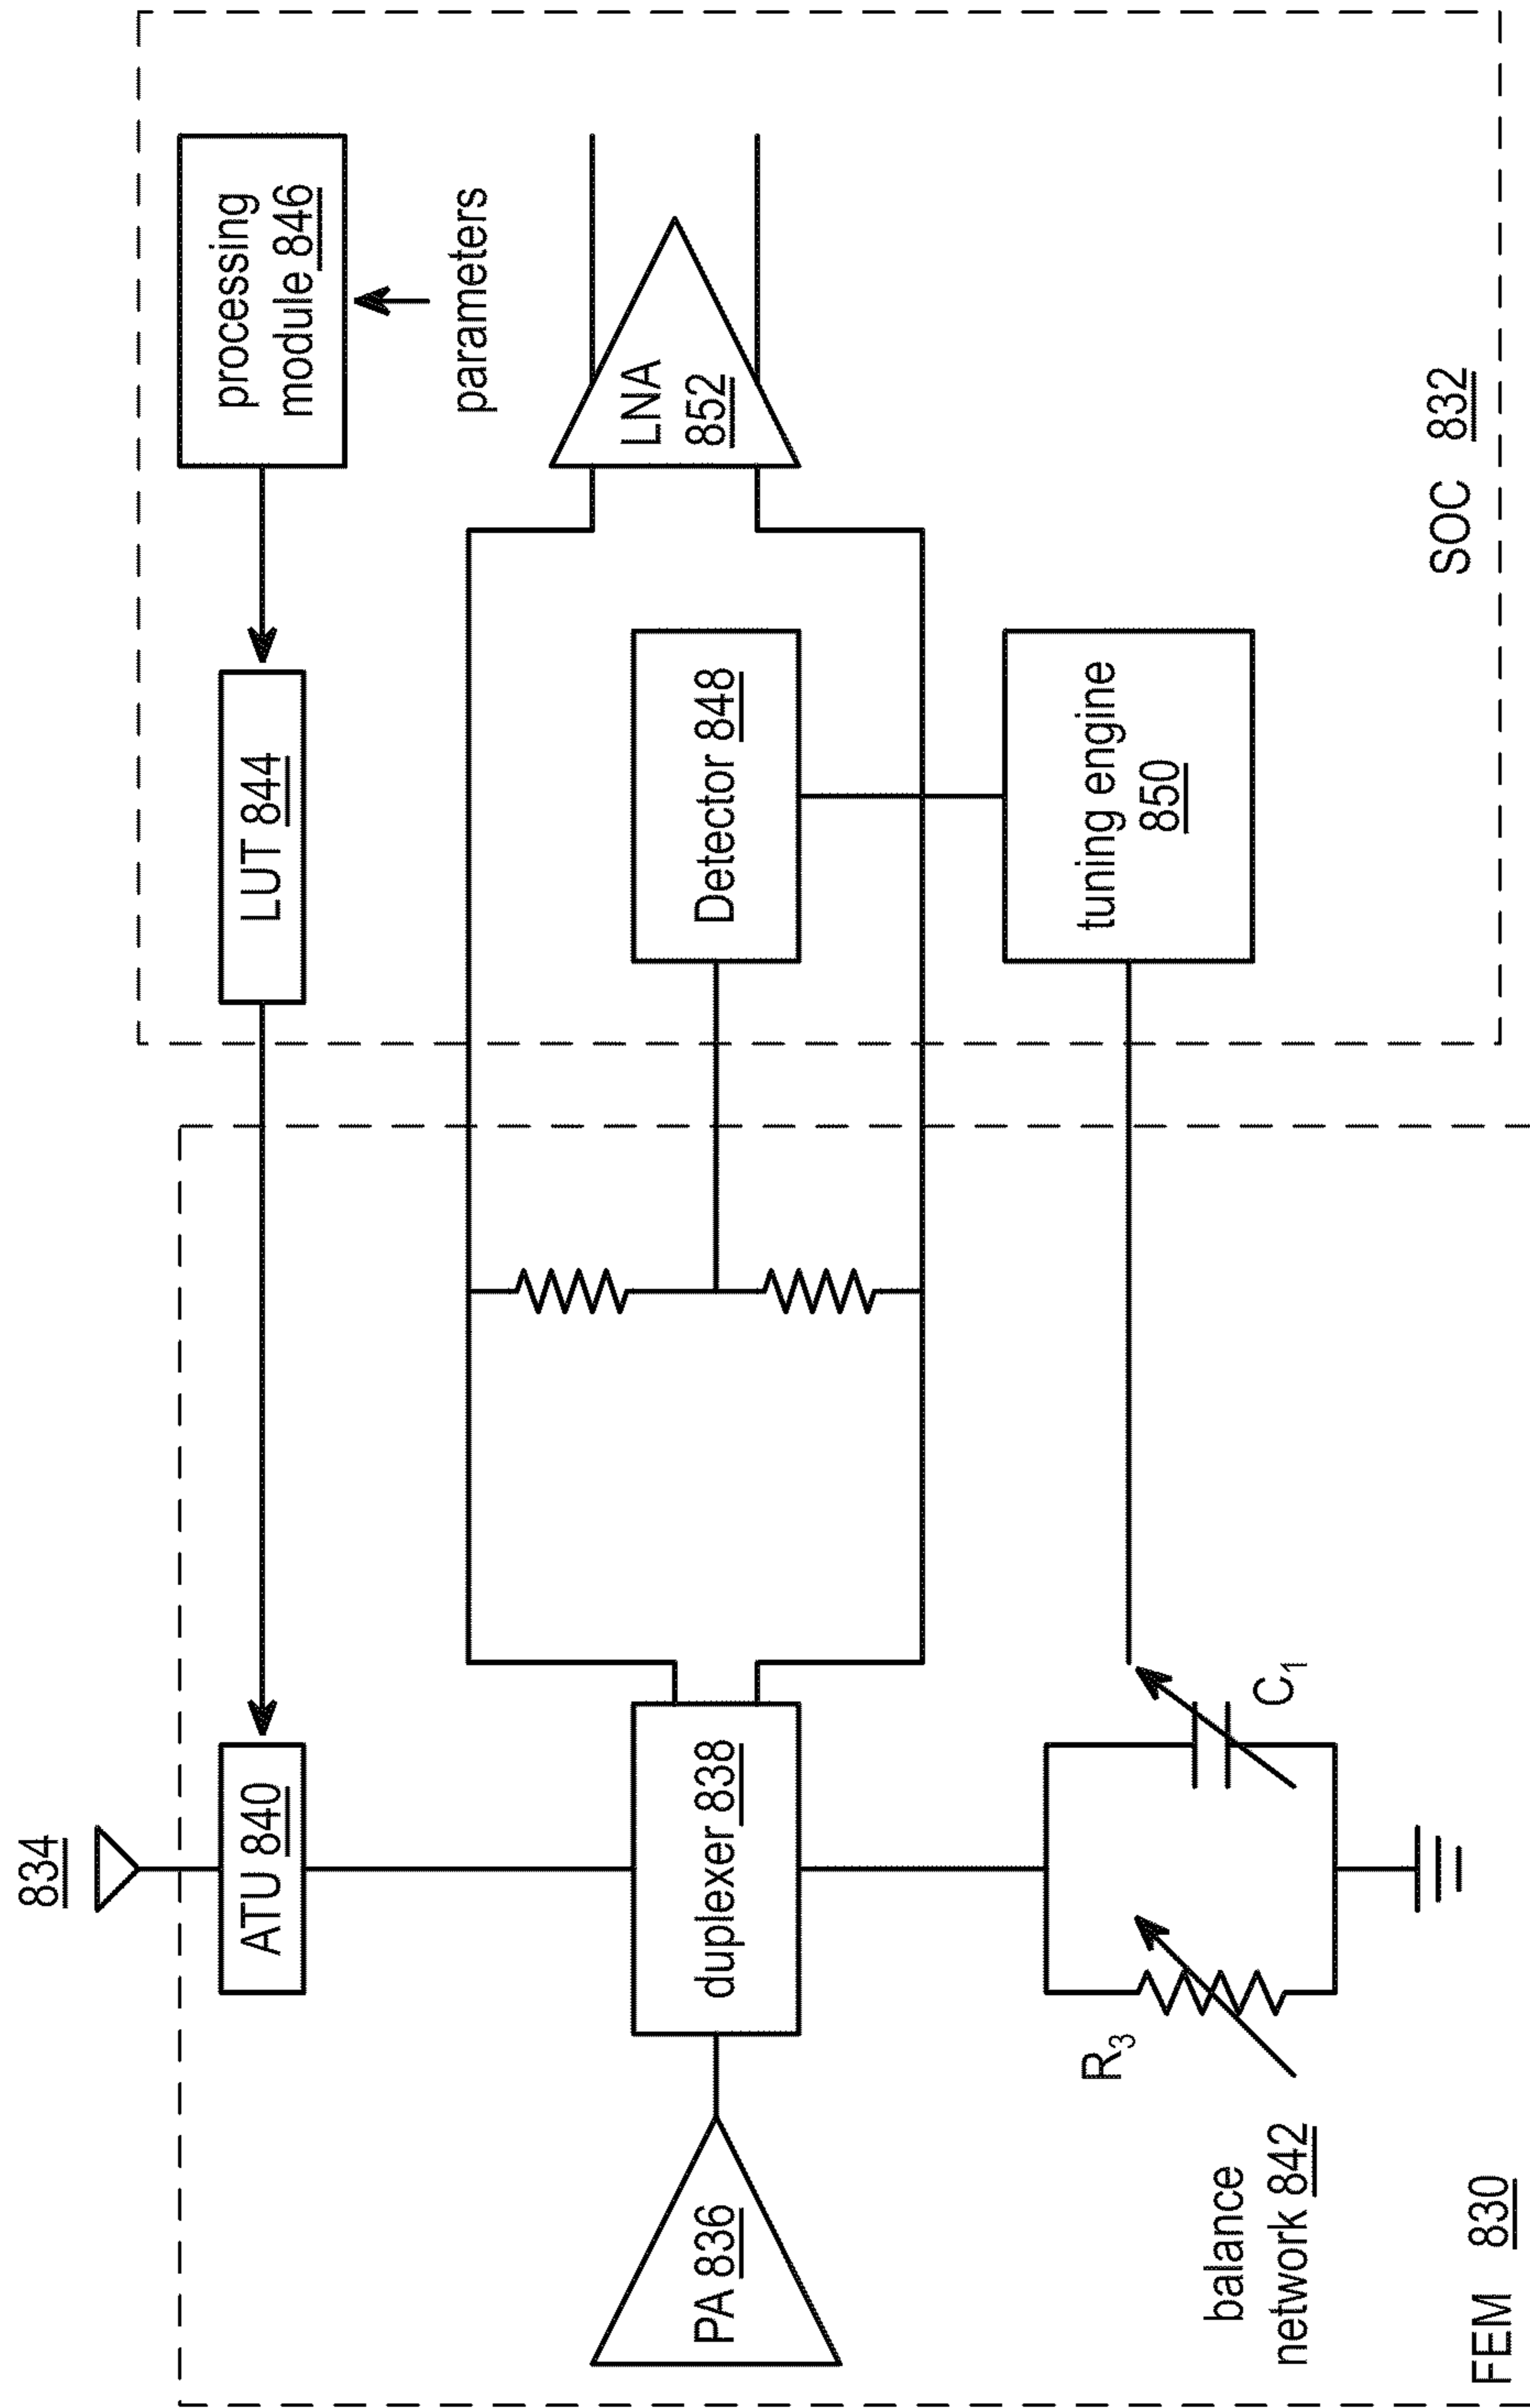 834
ATU 840
LUT 844
processing
module 846
parameters
PA 836
duplexer 838
Detector 848
LNA
852
R3
C1
tuning engine
850
balance
network 842
FEM 830
SOC 832